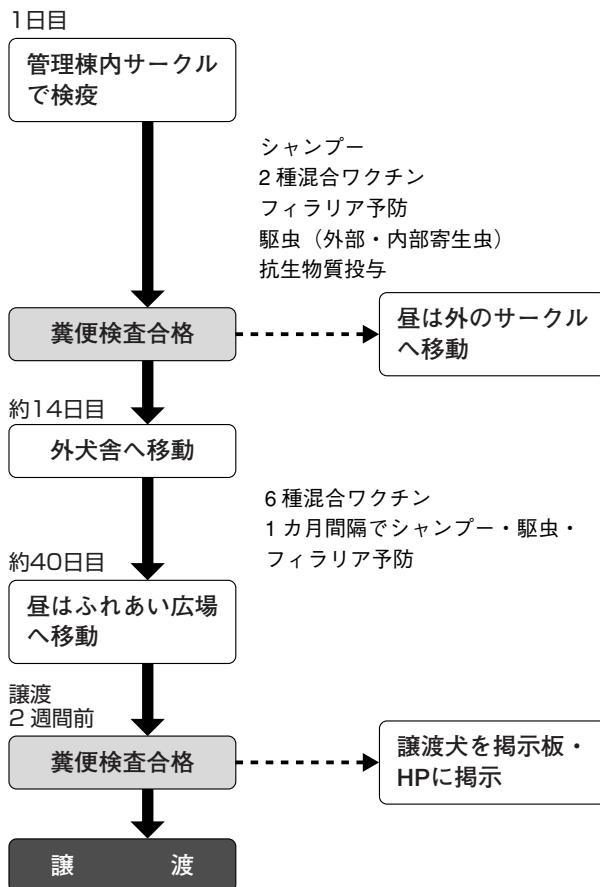 1日目
管理棟内サークル
で検疫
シャンプー
2種混合ワクチン
フィラリア予防
駆虫（外部・内部寄生虫）
抗生物質投与
糞便検査合格
昼は外のサークル
へ移動
約14日目
外犬舎へ移動
6種混合ワクチン
1カ月間隔でシャンプー・駆虫・
フィラリア予防
約40日目
昼はふれあい広場
へ移動
譲渡
2週間前
糞便検査合格
譲渡犬を掲示板・
HPに掲示
譲　　　渡